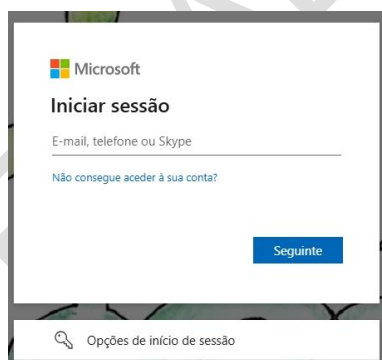 Microsoft
Iniciar sessão
E-mail, telefone ou Skype
Não consegue aceder à sua conta?
Seguinte
Opções de início de sessão